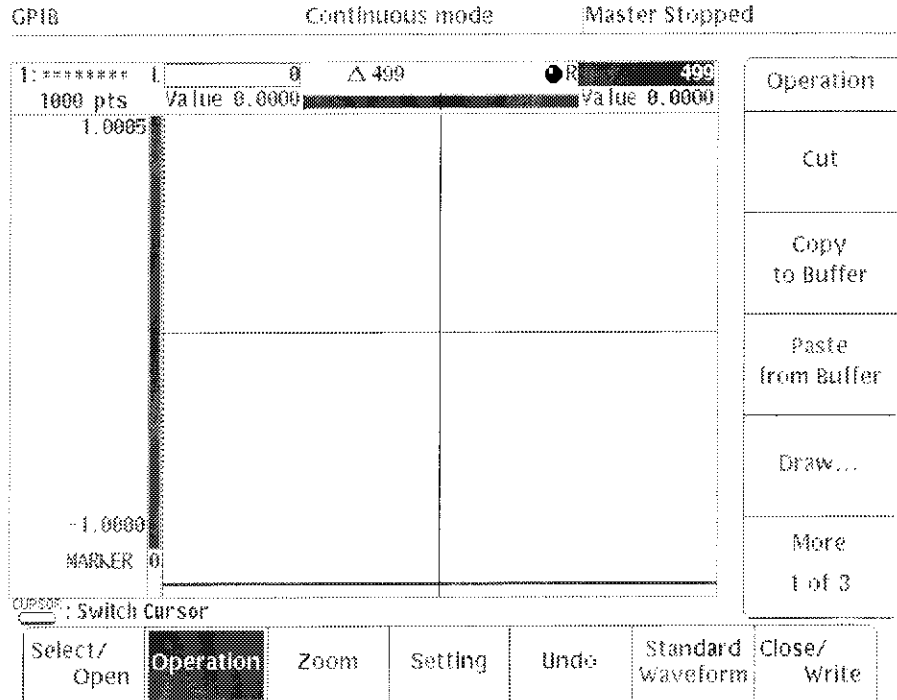 GPIB Continuous mode Master Stopped
1: ******** L 0 △ 499 R 499
1000 pts Value 0.0000 Value 0.0000
1.0005
-1.0000
MARKER 0
CURSOR : Switch Cursor
Operation
Cut
Copy
to Buffer
Paste
from Buffer
Draw...
More
1 of 3
Select/
Open
Operation
Zoom
Setting
Undo
Standard
Waveform
Close/
Write